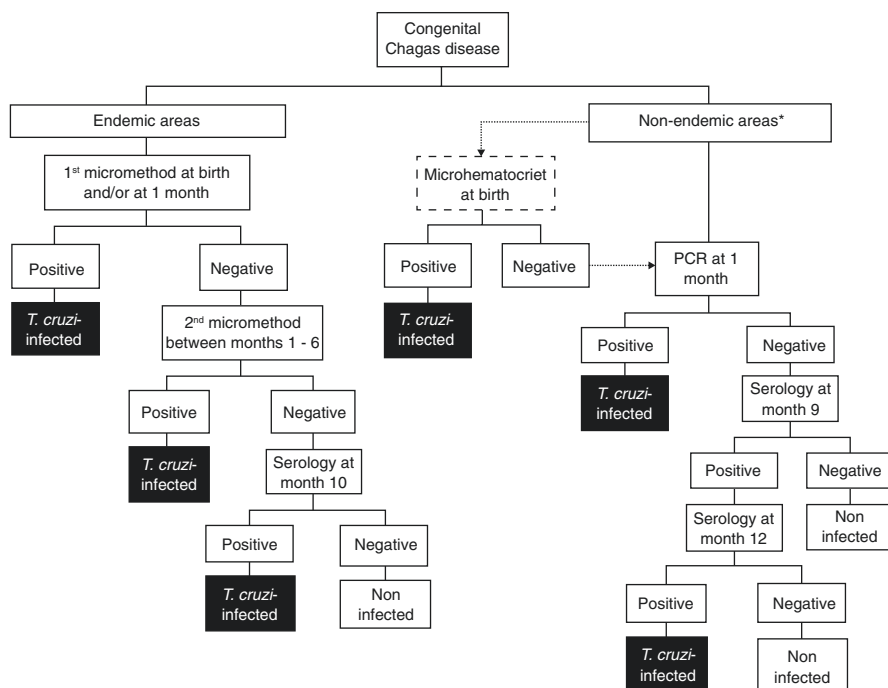 Congenital
Chagas disease
Endemic areas
Non-endemic areas*
1st micromethod at birth
and/or at 1 month
Microhematocriet
at birth
Positive
Negative
Positive
Negative
PCR at 1
month
T. cruzi-
infected
2nd micromethod
between months 1 - 6
T. cruzi-
infected
Positive
Negative
Positive
Negative
T. cruzi-
infected
Serology at
month 9
T. cruzi-
infected
Serology at
month 10
Positive
Negative
Positive
Negative
Serology at
month 12
Non
infected
T. cruzi-
infected
Non
infected
Positive
Negative
T. cruzi-
infected
Non
infected